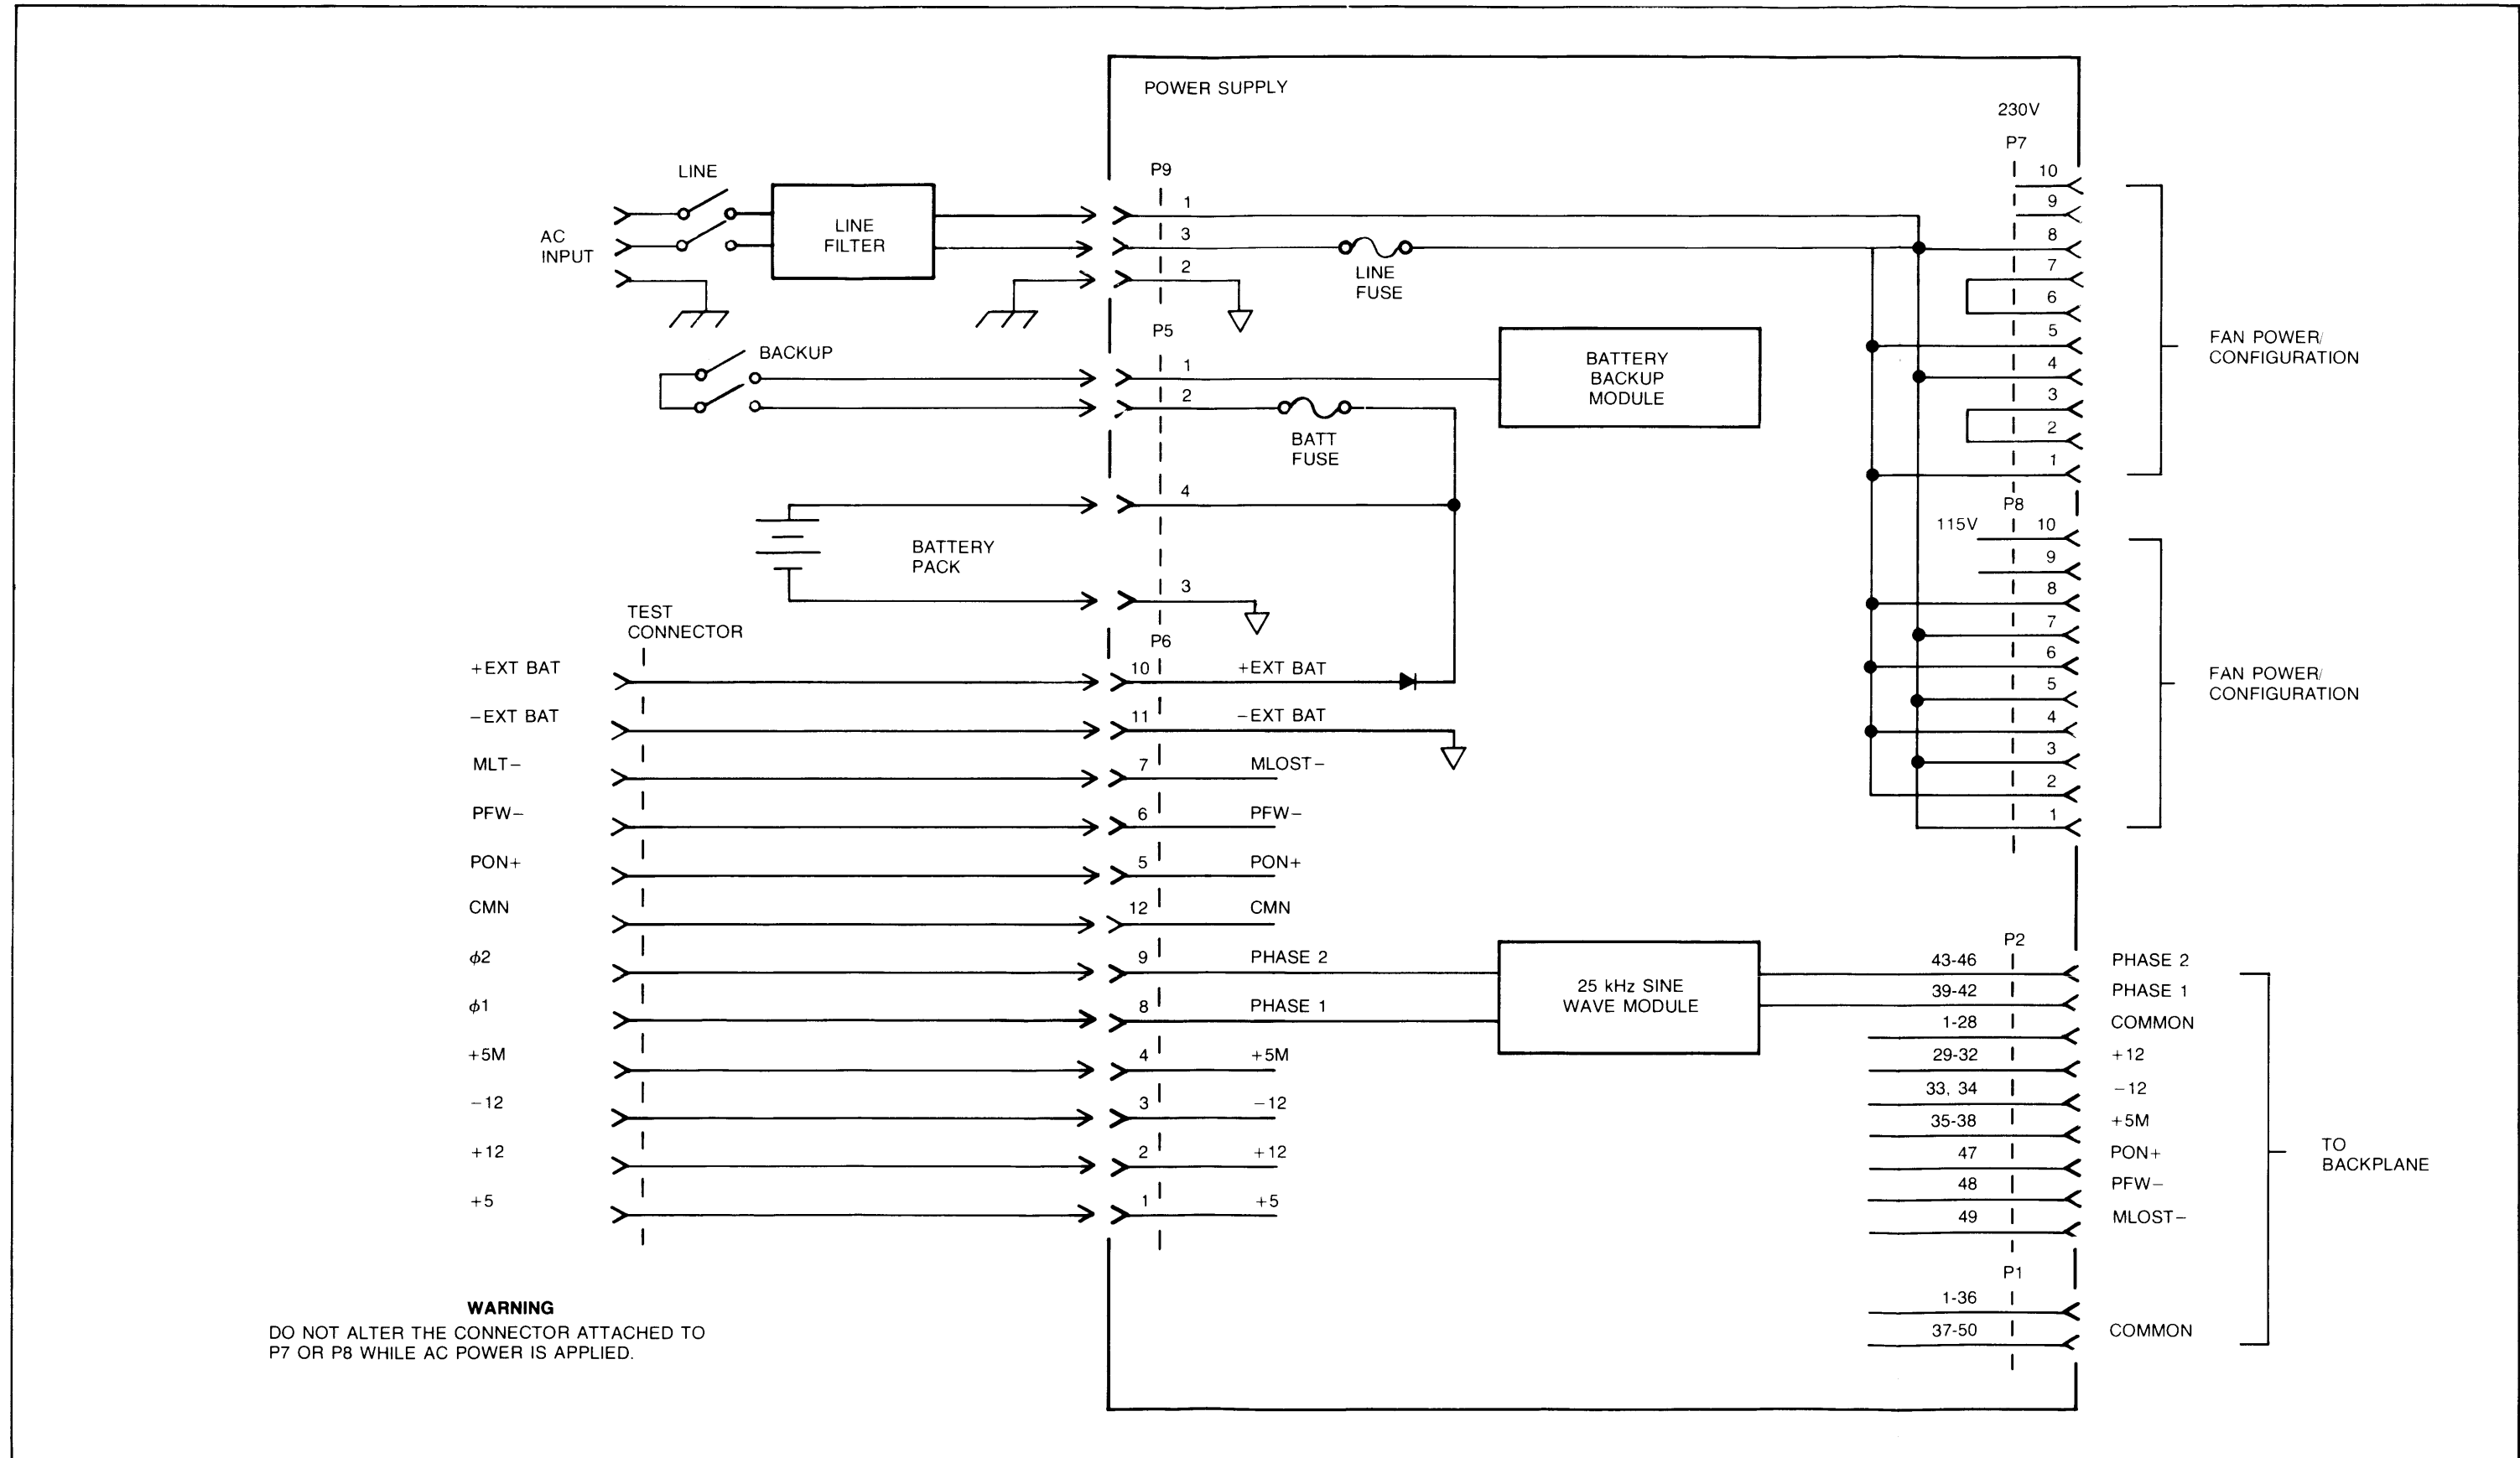 POWER SUPPLY
230V
P7
LINE
AC
INPUT
LINE
FILTER
P9
1
3
2
LINE
FUSE
10
9
8
7
6
5
4
3
2
1
FAN POWER/
CONFIGURATION
BACKUP
P5
1
2
BATT
FUSE
4
3
BATTERY
BACKUP
MODULE
BATTERY
PACK
P8
115V
10
9
8
7
6
5
4
3
2
1
FAN POWER/
CONFIGURATION
TEST
CONNECTOR
P6
+EXT BAT
10
+EXT BAT
−EXT BAT
11
−EXT BAT
MLT−
7
MLOST−
PFW−
6
PFW−
PON+
5
PON+
CMN
12
CMN
ϕ2
9
PHASE 2
ϕ1
8
PHASE 1
+5M
4
+5M
−12
3
−12
+12
2
+12
+5
1
+5
25 kHz SINE
WAVE MODULE
P2
43-46
PHASE 2
39-42
PHASE 1
1-28
COMMON
29-32
+12
33, 34
−12
35-38
+5M
47
PON+
48
PFW−
49
MLOST−
TO
BACKPLANE
P1
1-36
37-50
COMMON
WARNING
DO NOT ALTER THE CONNECTOR ATTACHED TO
P7 OR P8 WHILE AC POWER IS APPLIED.